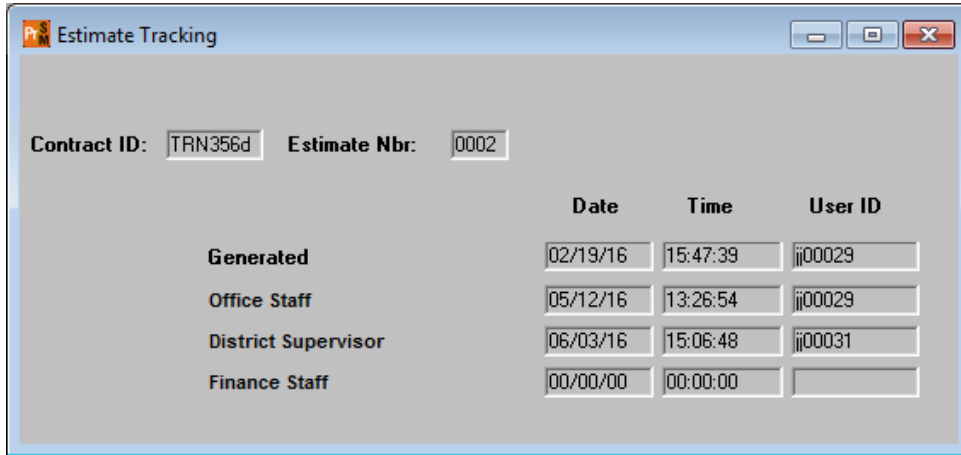 PrSM Estimate Tracking
Contract ID: TRN356d Estimate Nbr: 0002
Date Time User ID
Generated 02/19/16 15:47:39 jj00029
Office Staff 05/12/16 13:26:54 jj00029
District Supervisor 06/03/16 15:06:48 jj00031
Finance Staff 00/00/00 00:00:00